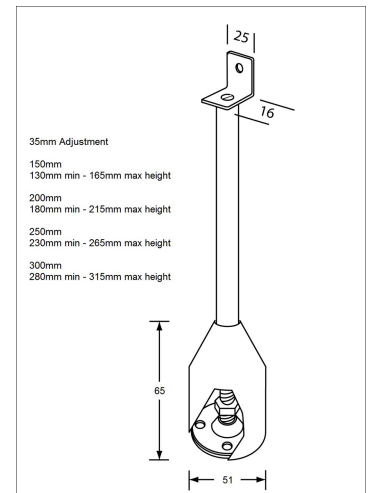 25
16
35mm Adjustment
150mm
130mm min - 165mm max height
200mm
180mm min - 215mm max height
250mm
230mm min - 265mm max height
300mm
280mm min - 315mm max height
65
51